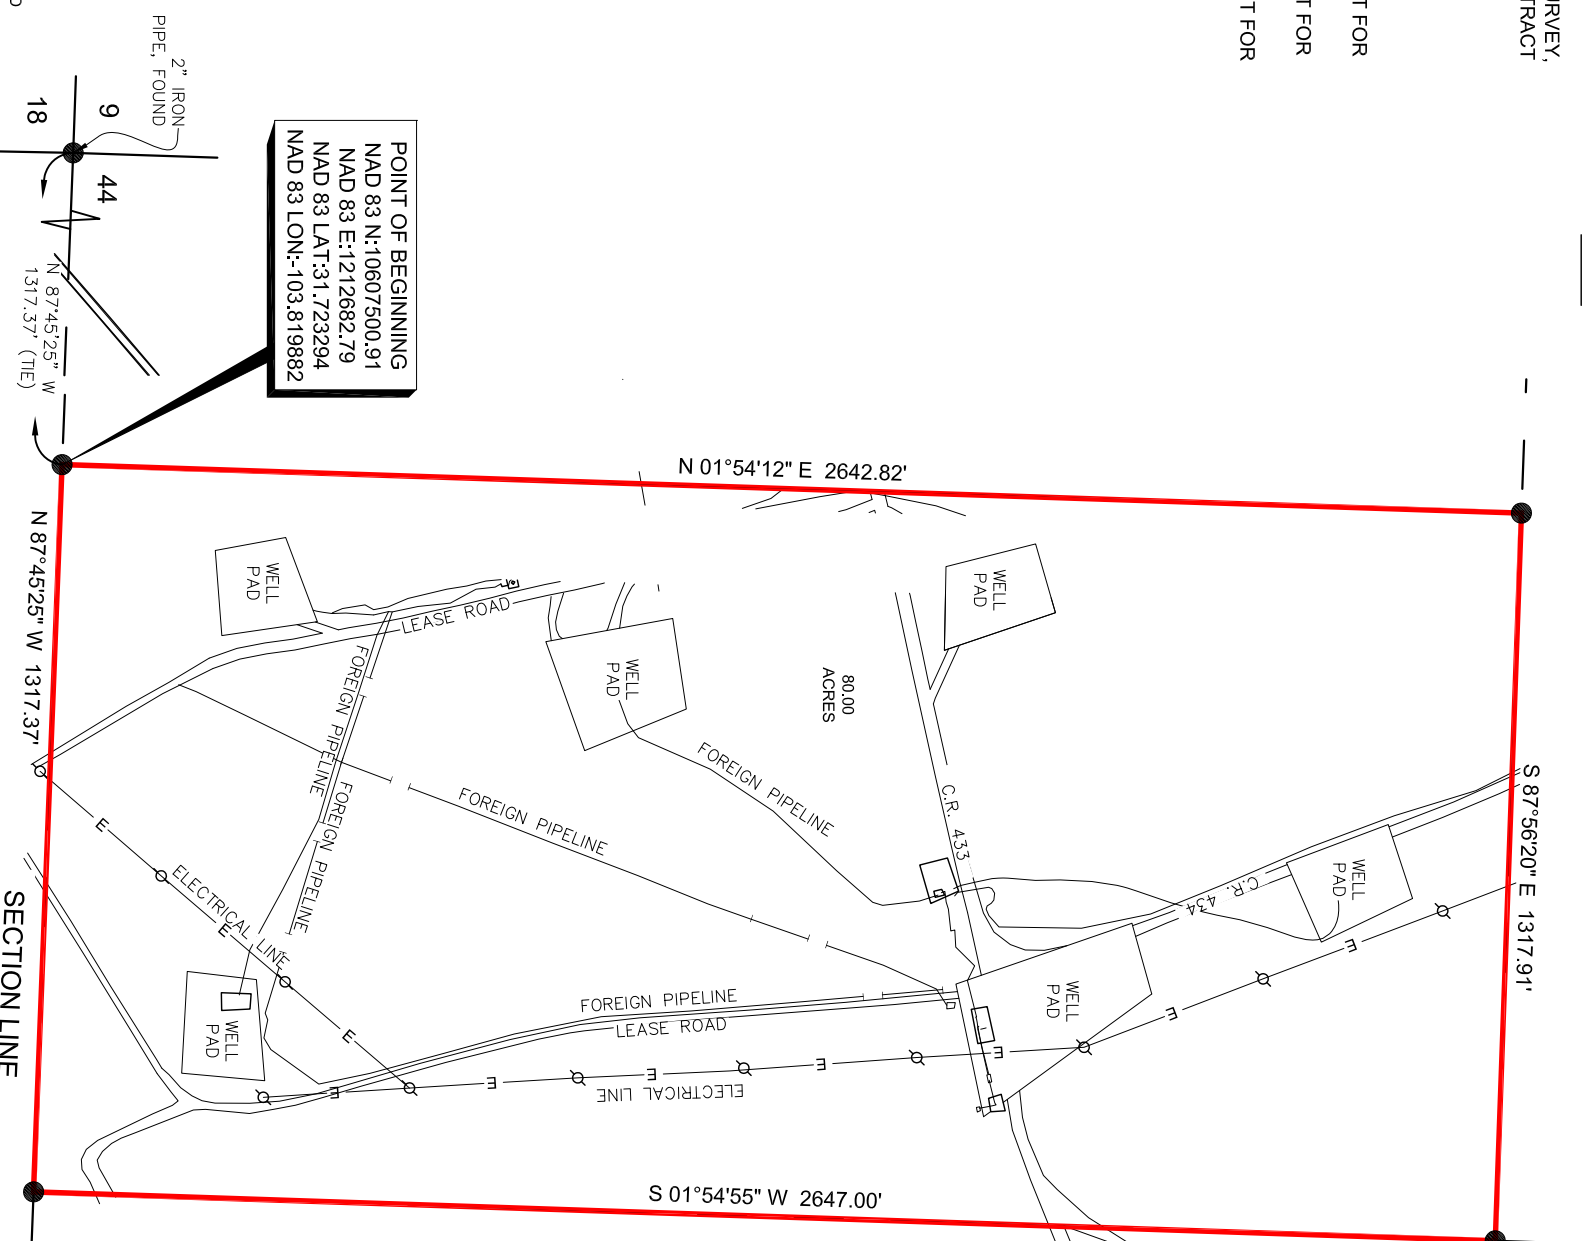 URVEY,
TRACT
T FOR
T FOR
T FOR
2" IRON
PIPE, FOUND
9
18
44
POINT OF BEGINNING
NAD 83 N:10607500.91
NAD 83 E:1212682.79
NAD 83 LAT:31.723294
NAD 83 LON:-103.819882
N 87°45'25" W
1317.37' (TIE)
N 01°54'12" E 2642.82'
N 87°45'25" W 1317.37'
S 87°56'20" E 1317.91'
S 01°54'55" W 2647.00'
SECTION LINE
80.00
ACRES
WELL
PAD
WELL
PAD
WELL
PAD
WELL
PAD
WELL
PAD
WELL
PAD
LEASE ROAD
FOREIGN PIPELINE
FOREIGN PIPELINE
FOREIGN PIPELINE
FOREIGN PIPELINE
FOREIGN PIPELINE
C.R. 433
C.R. 434
E
ELECTRICAL LINE
E
E
FOREIGN PIPELINE
LEASE ROAD
E
E
E
E
E
E
E
ELECTRICAL LINE